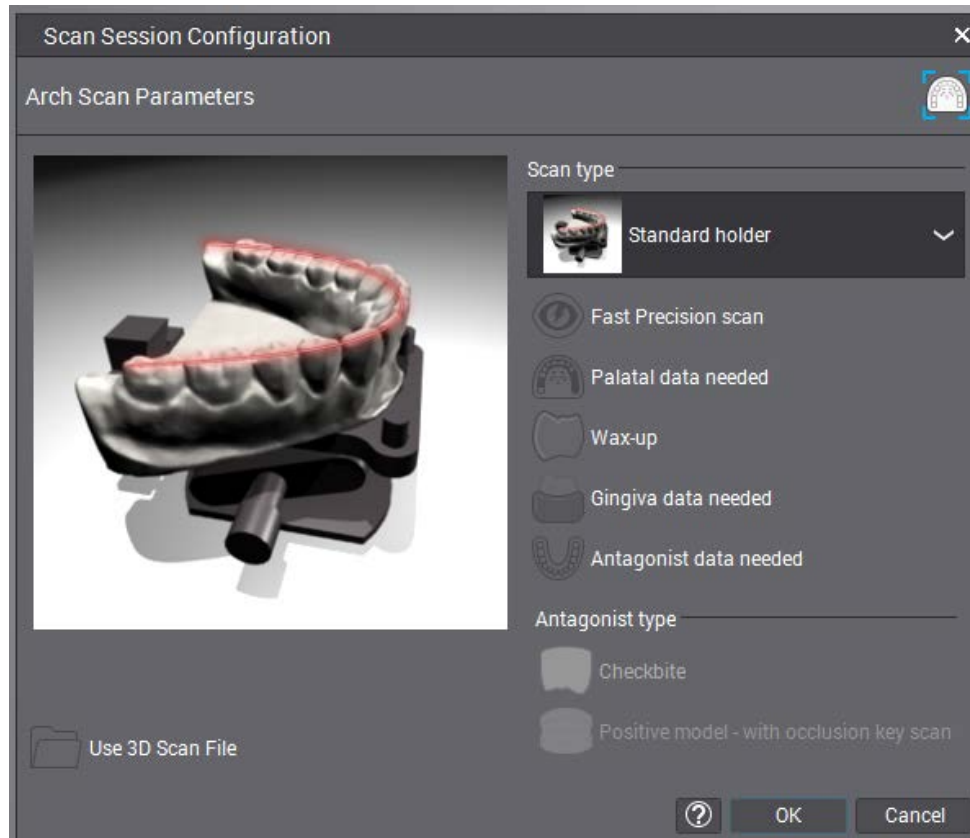 Scan Session Configuration
Arch Scan Parameters
Scan type
Standard holder
Fast Precision scan
Palatal data needed
Wax-up
Gingiva data needed
Antagonist data needed
Antagonist type
Checkbite
Positive model - with occlusion key scan
Use 3D Scan File
? OK Cancel